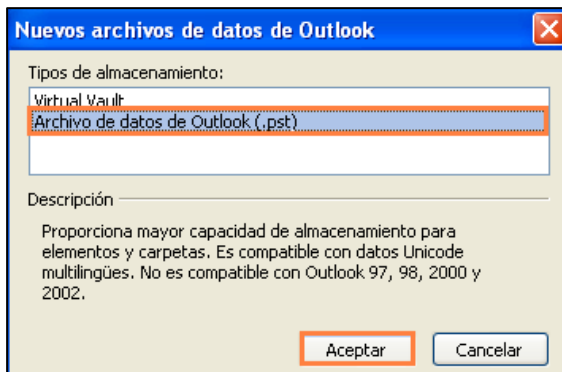 Nuevos archivos de datos de Outlook
Tipos de almacenamiento:
Virtual Vault
Archivo de datos de Outlook (.pst)
Descripción
Proporciona mayor capacidad de almacenamiento para
elementos y carpetas. Es compatible con datos Unicode
multilingües. No es compatible con Outlook 97, 98, 2000 y
2002.
Aceptar
Cancelar